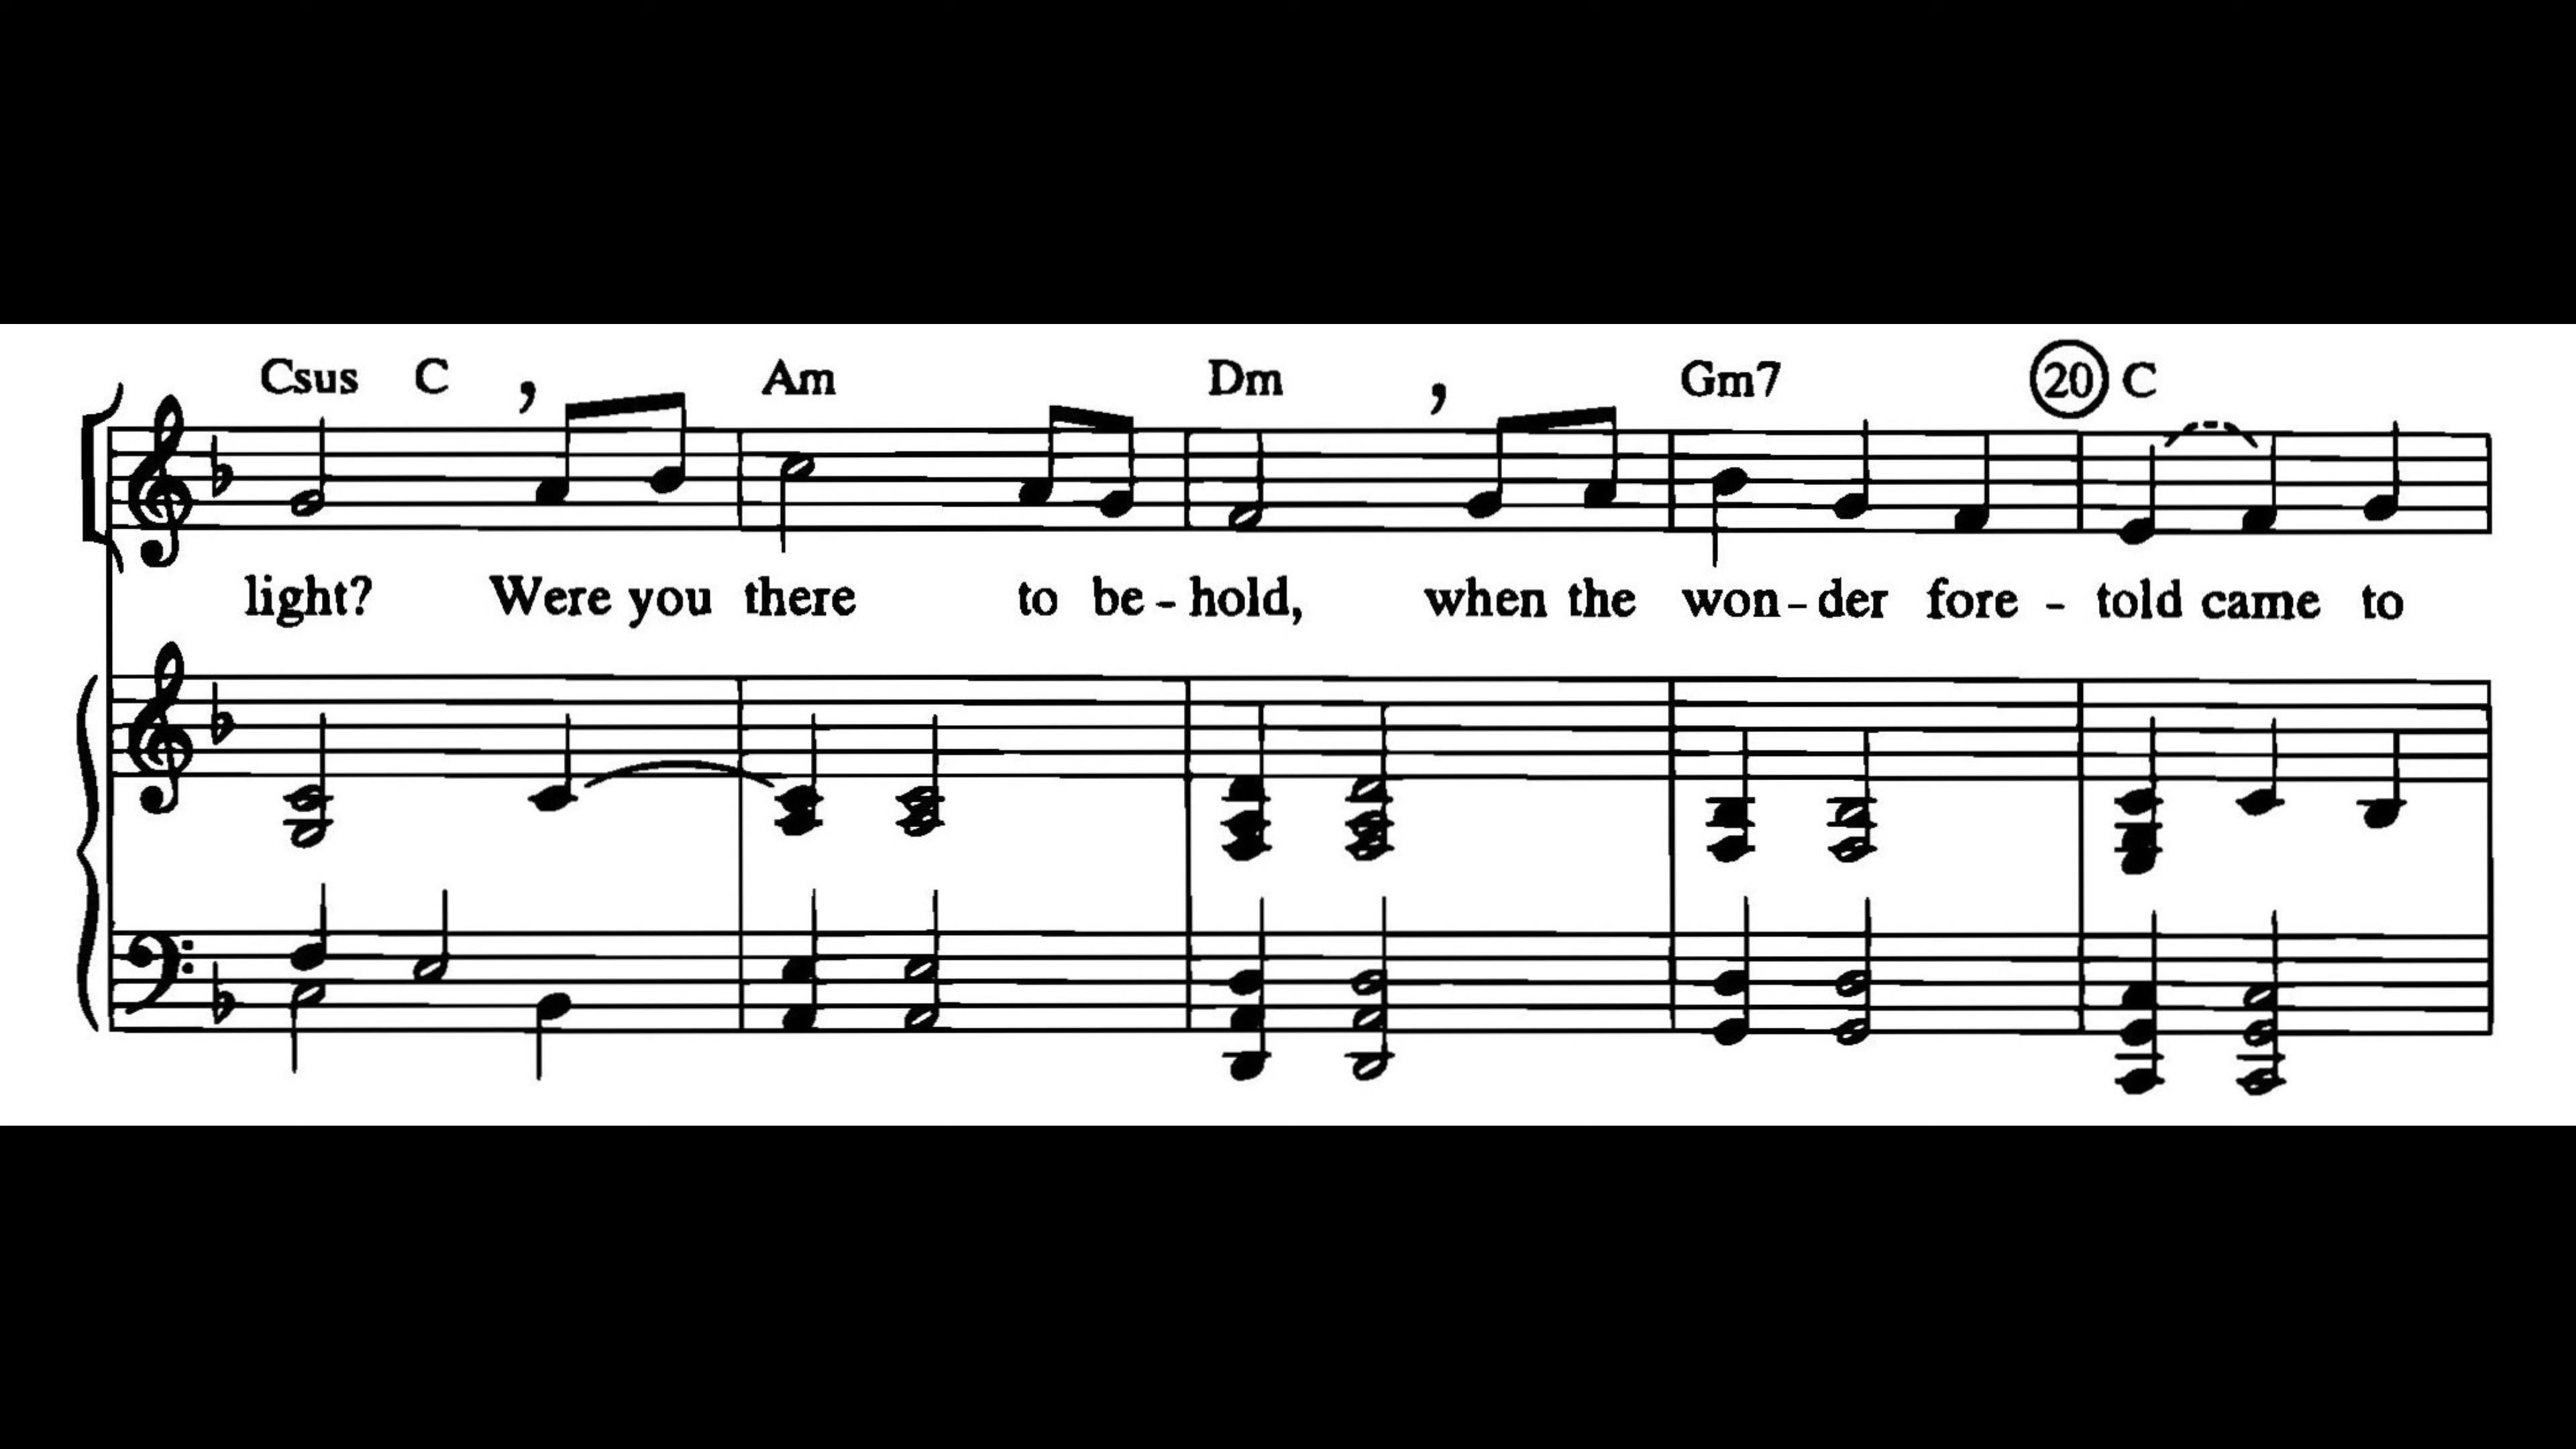 Csus C Am Dm Gm7 20 C
light? Were you there to be-hold, when the won-der fore-told came to